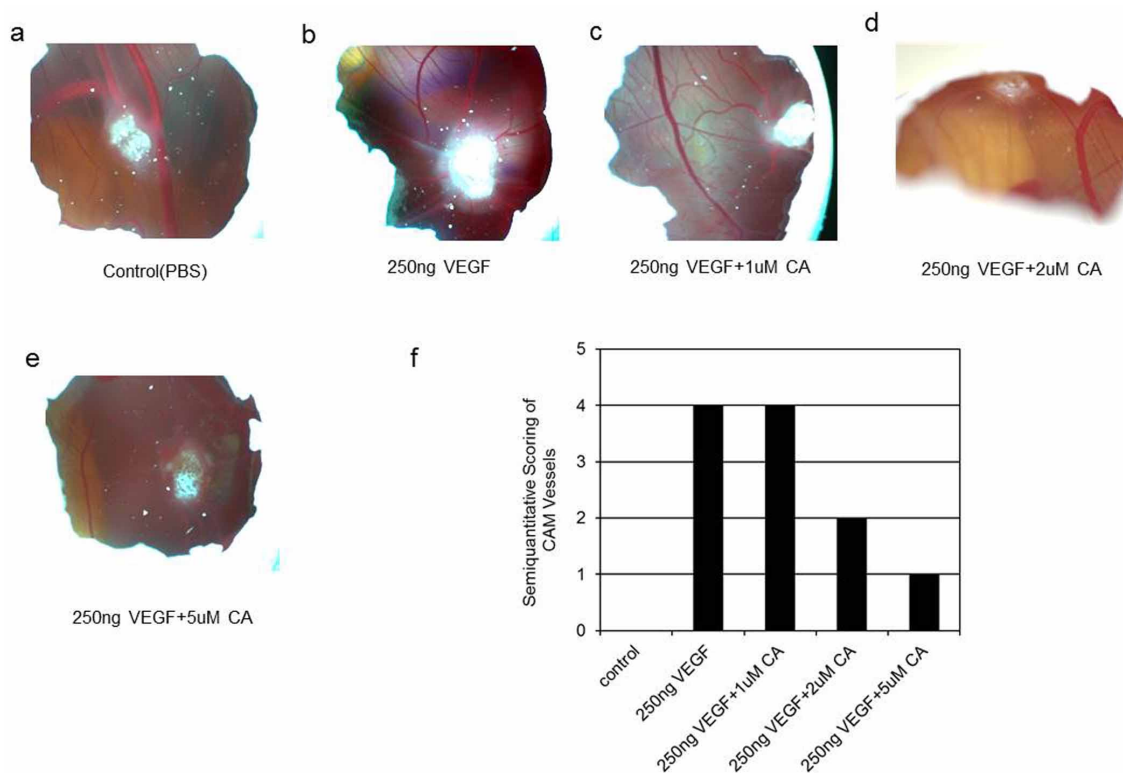 a
b
c
d
Control(PBS)
250ng VEGF
250ng VEGF+1uM CA
250ng VEGF+2uM CA
e
f
250ng VEGF+5uM CA
Semiquantitative Scoring of
CAM Vessels
5
4
3
2
1
0
control
250ng VEGF
250ng VEGF+1uM CA
250ng VEGF+2uM CA
250ng VEGF+5uM CA